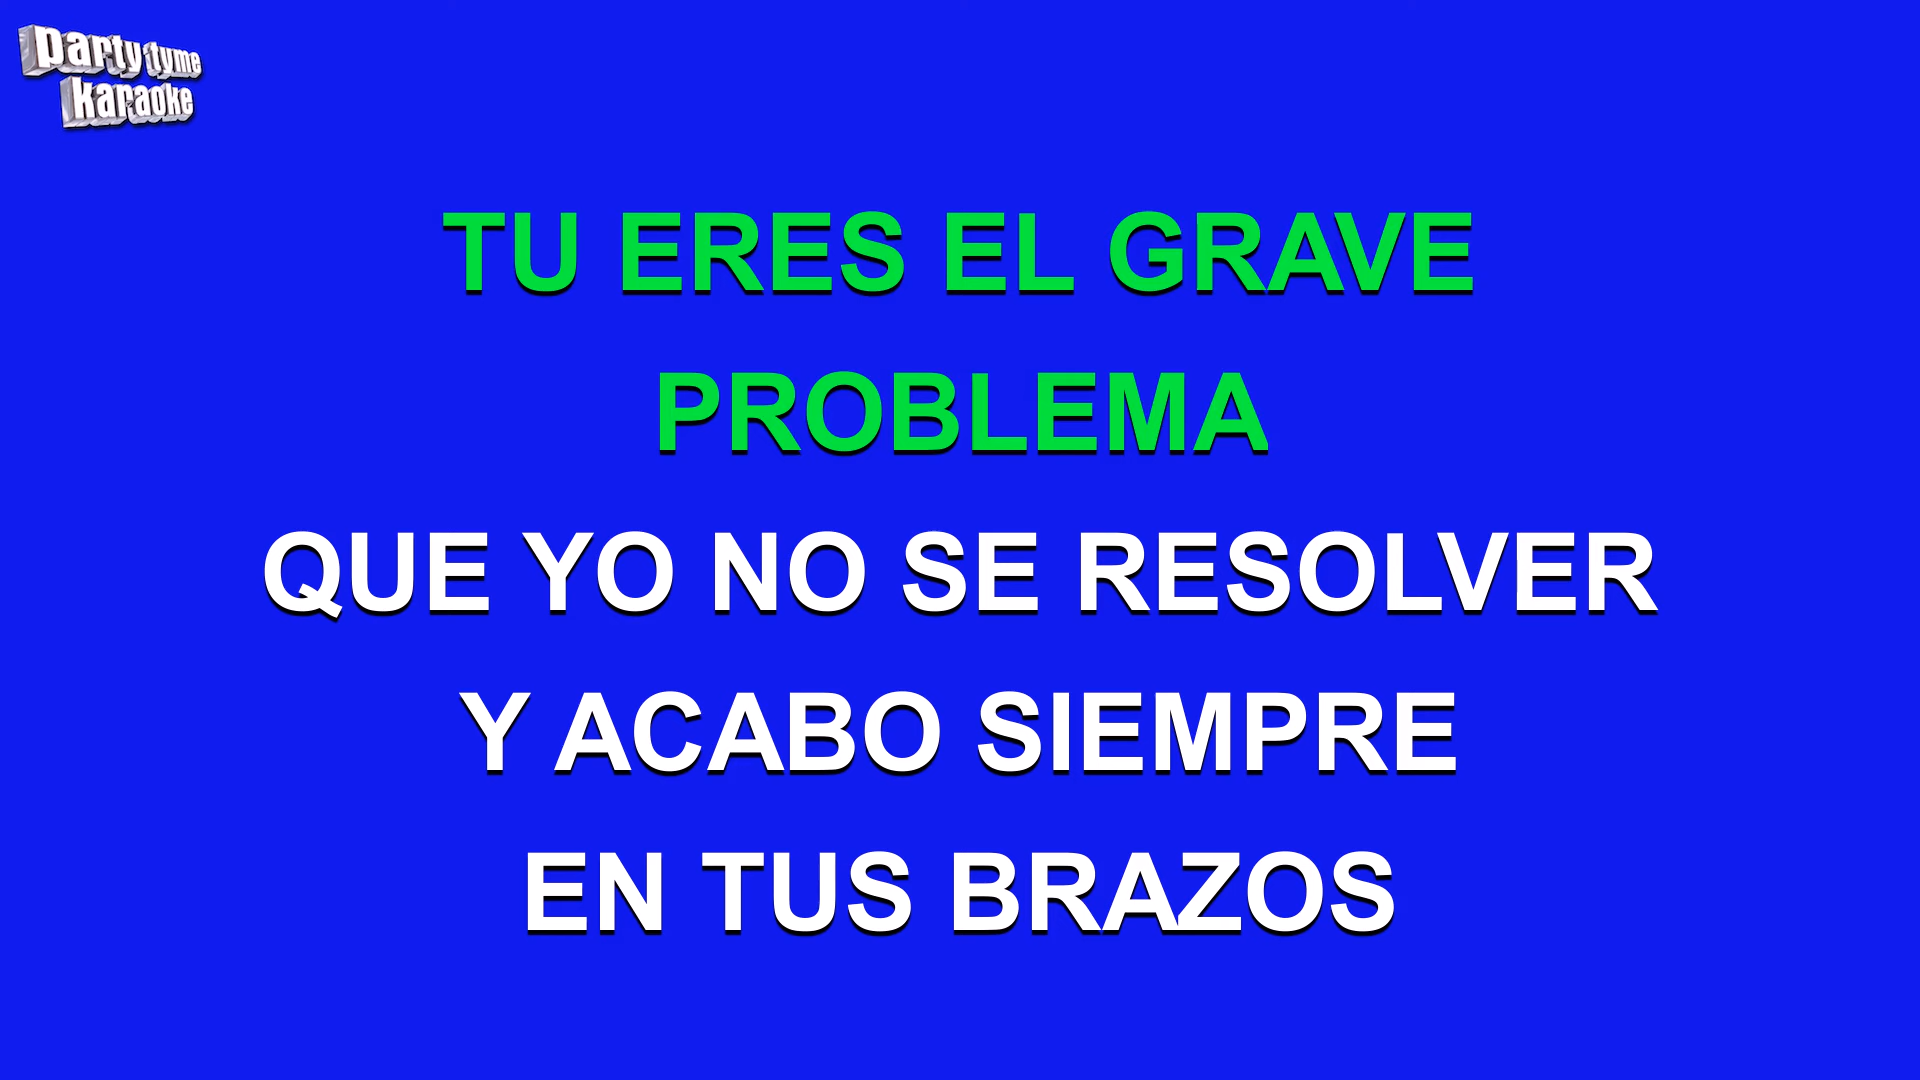 party tyme
karaoke
TU ERES EL GRAVE
PROBLEMA
QUE YO NO SE RESOLVER
Y ACABO SIEMPRE
EN TUS BRAZOS